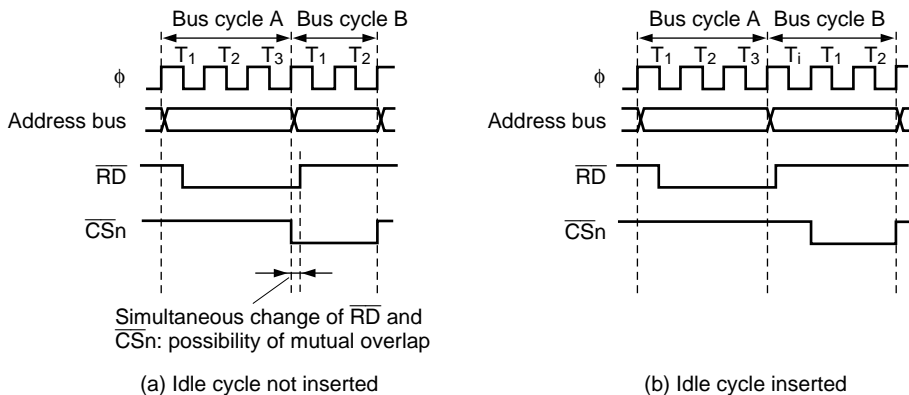 Bus cycle A Bus cycle B
T1 T2 T3 T1 T2
ϕ
Address bus
RD
CSn
Simultaneous change of RD and
CSn: possibility of mutual overlap
(a) Idle cycle not inserted
Bus cycle A Bus cycle B
T1 T2 T3 Ti T1 T2
ϕ
Address bus
RD
CSn
(b) Idle cycle inserted